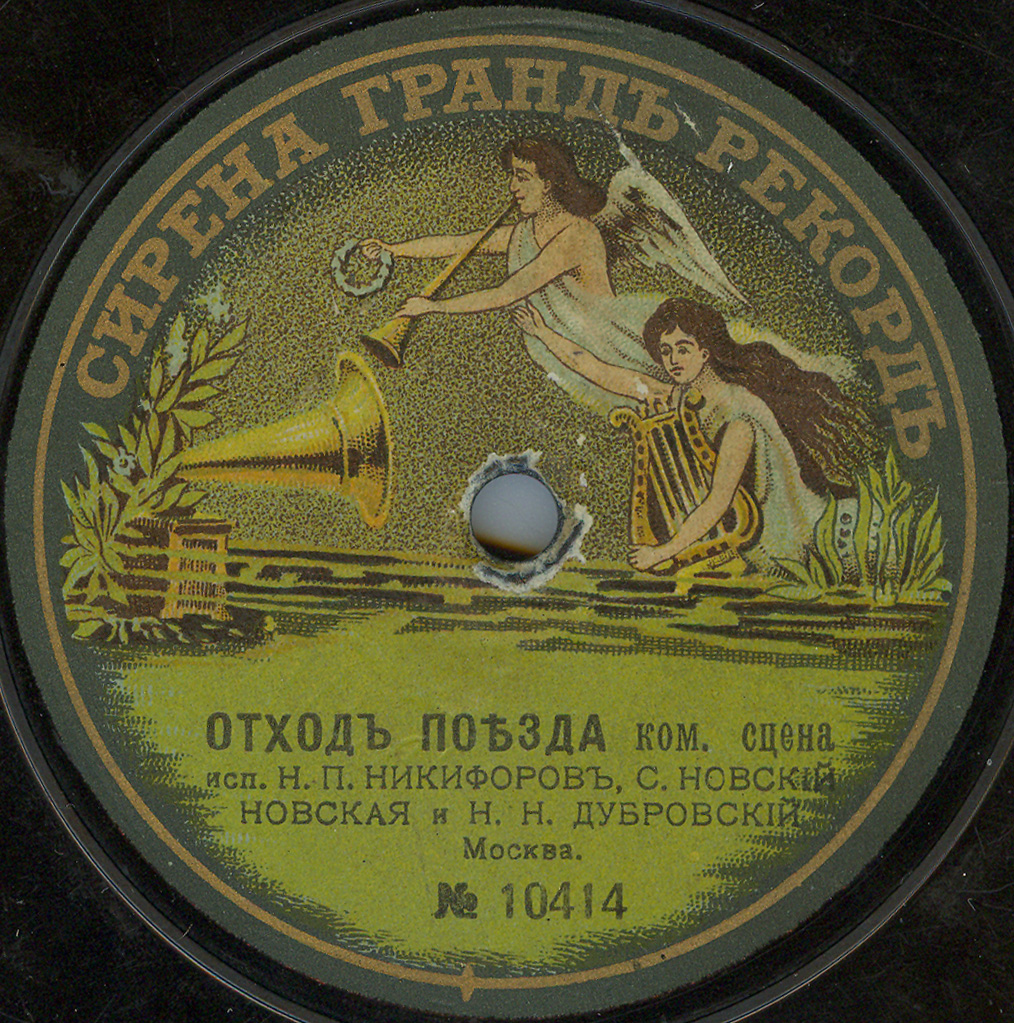 СИРЕНА ГРАНДЪ РЕКОРДЪ
ОТХОДЪ ПОѢЗДА ком. сцена
исп. Н. П. НИКИФОРОВЪ, С. НОВСКІЙ
НОВСКАЯ и Н. Н. ДУБРОВСКІЙ
Москва.
№ 10414